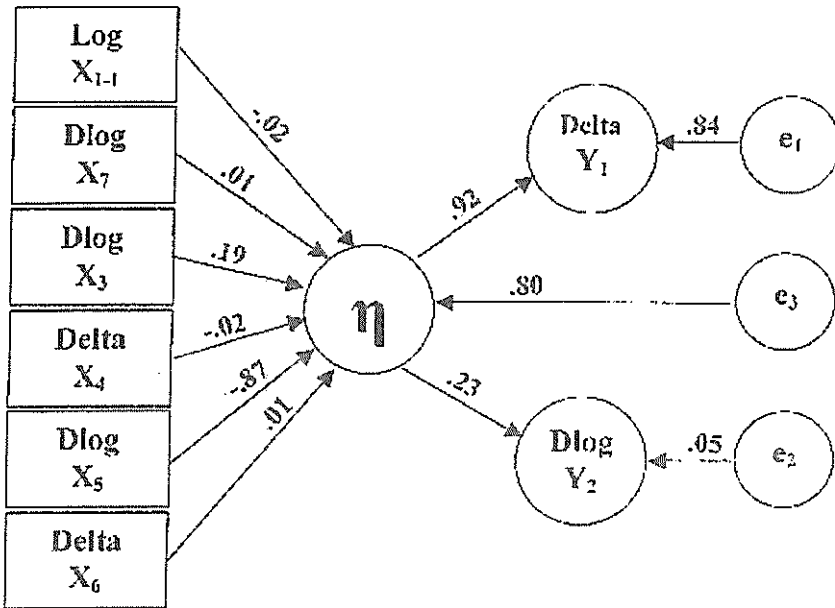 Log
X₁₋₁
Dlog
X₇
Dlog
X₃
Delta
X₄
Dlog
X₅
Delta
X₆
-.02
.01
.19
-.02
-.87
.01
η
.92
.80
.23
Delta
Y₁
.84
e₁
e₃
Dlog
Y₂
.05
e₂